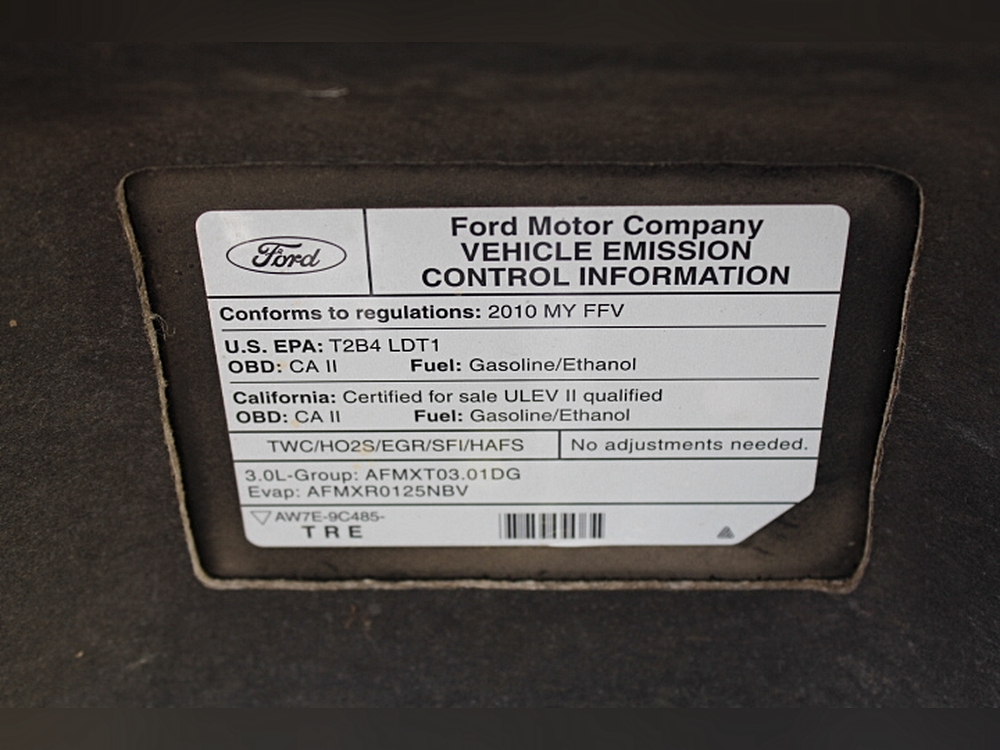 Ford
Ford Motor Company
VEHICLE EMISSION
CONTROL INFORMATION
Conforms to regulations: 2010 MY FFV
U.S. EPA: T2B4 LDT1
OBD: CA II Fuel: Gasoline/Ethanol
California: Certified for sale ULEV II qualified
OBD: CA II Fuel: Gasoline/Ethanol
TWC/HO2S/EGR/SFI/HAFS No adjustments needed.
3.0L-Group: AFMXT03.01DG
Evap: AFMXR0125NBV
AW7E-9C485-
TRE